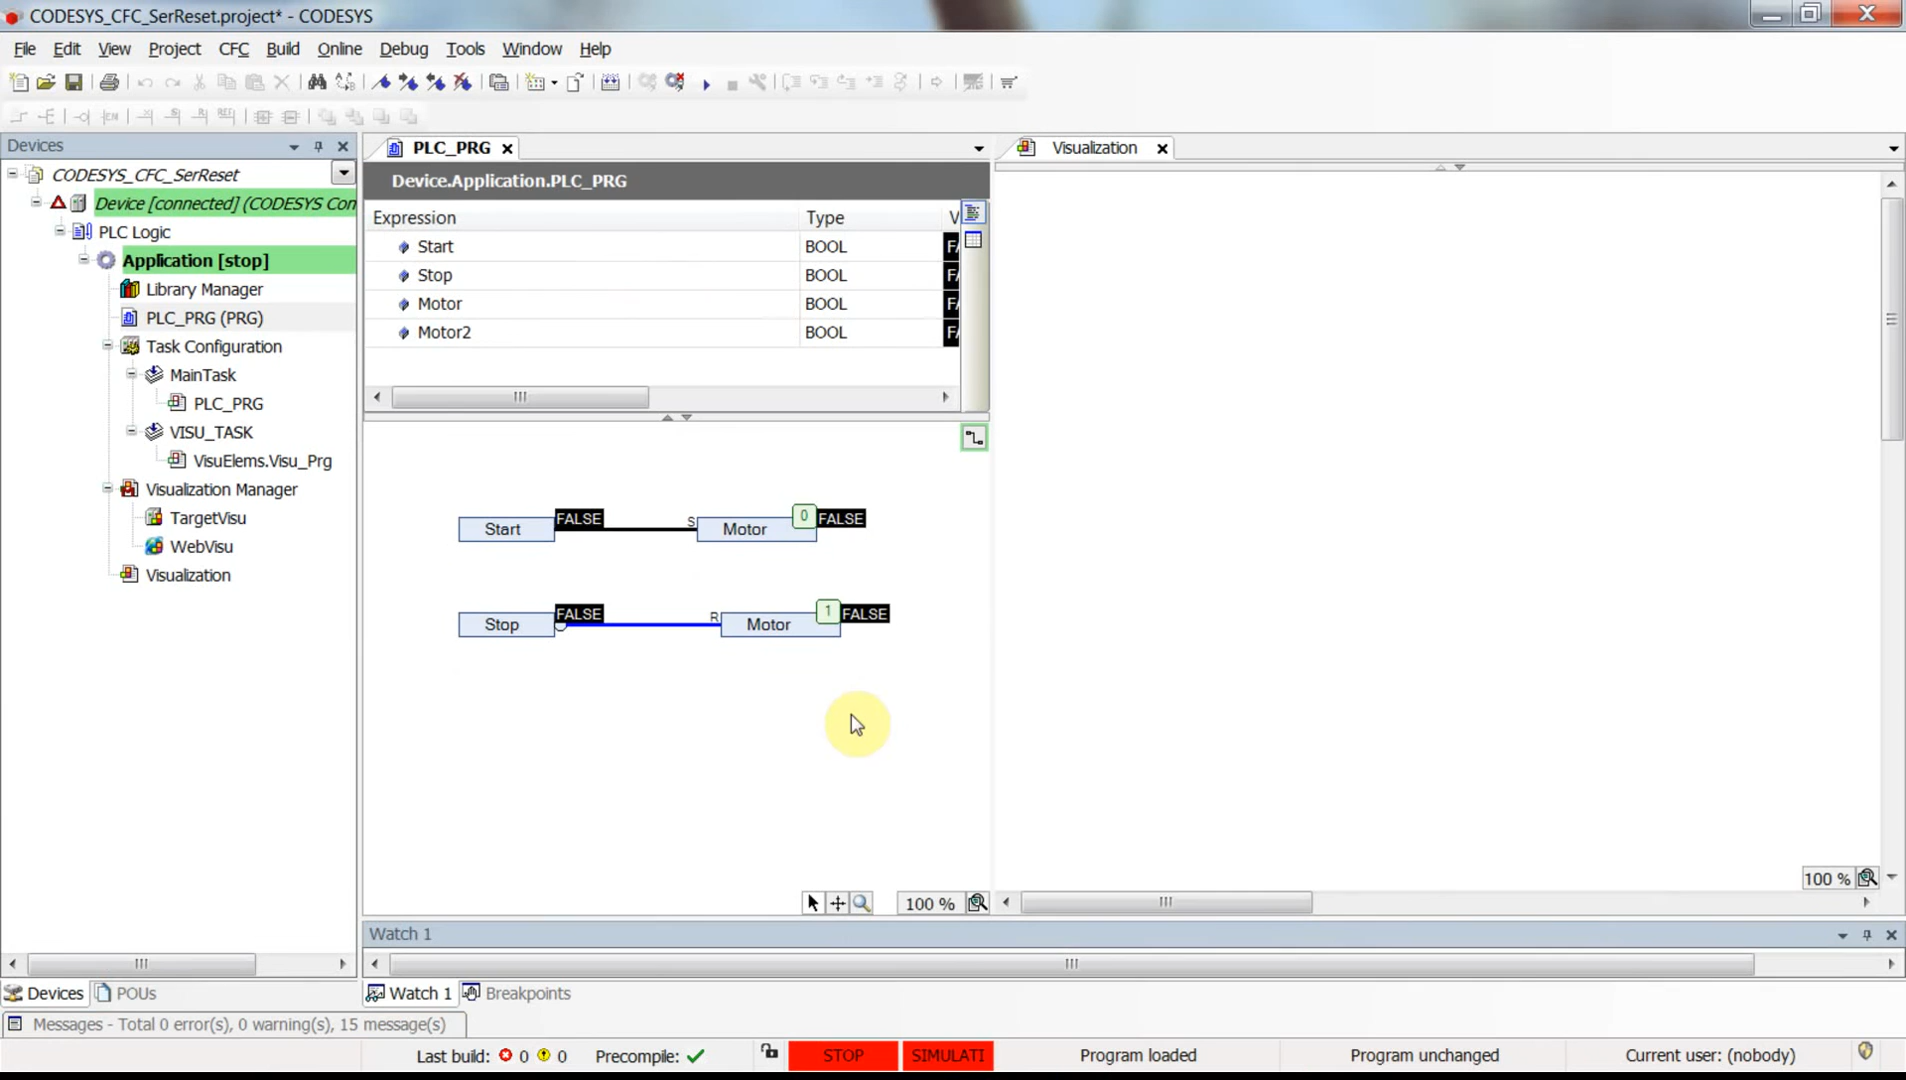 CODESYS_CFC_SerReset.project* - CODESYS
File Edit View Project CFC Build Online Debug Tools Window Help
Devices
PLC_PRG
Visualization
CODESYS_CFC_SerReset
Device.Application.PLC_PRG
Device [connected] (CODESYS Con
Expression Type V
PLC Logic
Start BOOL FA
Application [stop]
Stop BOOL FA
Library Manager
Motor BOOL FA
PLC_PRG (PRG)
Motor2 BOOL FA
Task Configuration
MainTask
PLC_PRG
VISU_TASK
VisuElems.Visu_Prg
Visualization Manager
TargetVisu
WebVisu
Visualization
Start FALSE S Motor 0 FALSE
Stop FALSE R Motor 1 FALSE
100 %
100 %
Watch 1
Devices POUs
Watch 1 Breakpoints
Messages - Total 0 error(s), 0 warning(s), 15 message(s)
Last build: 0 0 Precompile: STOP SIMULATI Program loaded Program unchanged Current user: (nobody)